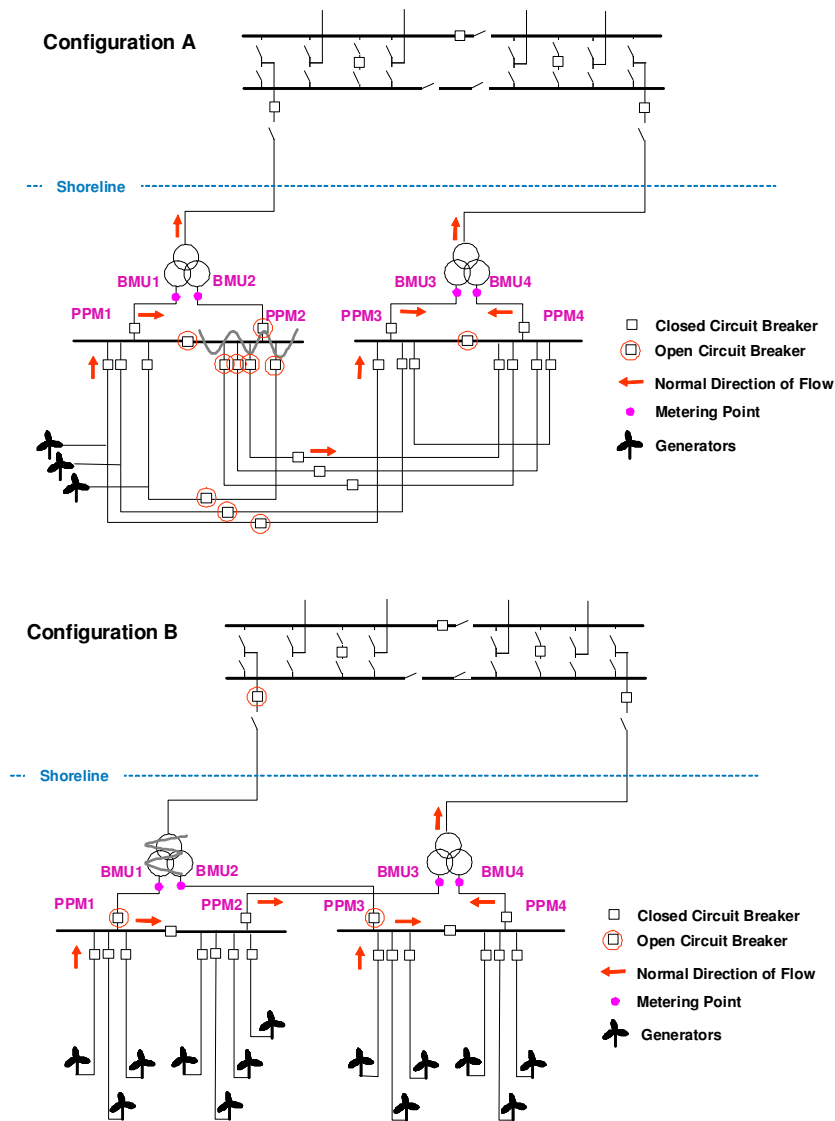 Configuration A
Shoreline
BMU1
BMU2
BMU3
BMU4
PPM1
PPM2
PPM3
PPM4
Closed Circuit Breaker
Open Circuit Breaker
Normal Direction of Flow
Metering Point
Generators
Configuration B
Shoreline
BMU1
BMU2
BMU3
BMU4
PPM1
PPM2
PPM3
PPM4
Closed Circuit Breaker
Open Circuit Breaker
Normal Direction of Flow
Metering Point
Generators